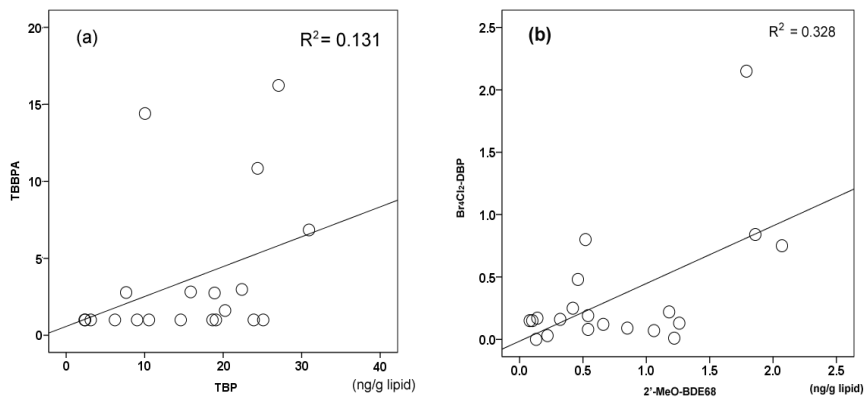 (a)
R² = 0.131
20
15
10
5
0
TBBPA
0
10
20
30
40
TBP
(ng/g lipid)
(b)
R² = 0.328
2.5
2.0
1.5
1.0
0.5
0.0
Br₄Cl₂-DBP
0.0
0.5
1.0
1.5
2.0
2.5
2'-MeO-BDE68
(ng/g lipid)